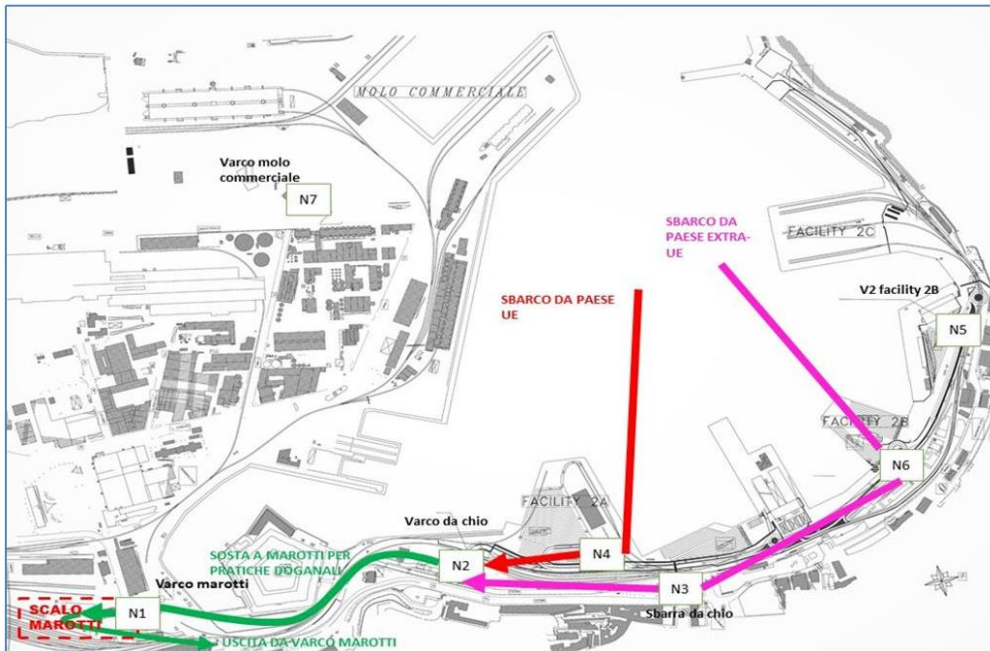 MOLO COMMERCIALE
Varco molo
commerciale
N7
SBARCO DA
PAESE EXTRA-
UE
FACILITY 2C
V2 facility 2B
SBARCO DA PAESE
UE
N5
FACILITY 2B
N6
FACILITY 2A
Varco da chio
N4
SOSTA A MAROTTI PER
PRATICHE DOGANALI
N2
Varco marotti
N3
Sbarra da chio
SCALO
MAROTTI
N1
USCITA DA VARCO MAROTTI